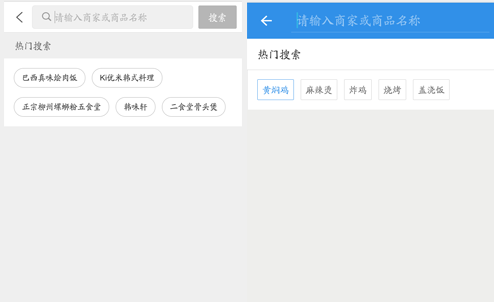 请输入商家或商品名称 搜索
热门搜索
巴西真味烩肉饭 Ki优米韩式料理
正宗柳州螺蛳粉五食堂 韩味轩 二食堂骨头煲
请输入商家或商品名称
热门搜索
黄焖鸡 麻辣烫 炸鸡 烧烤 盖浇饭